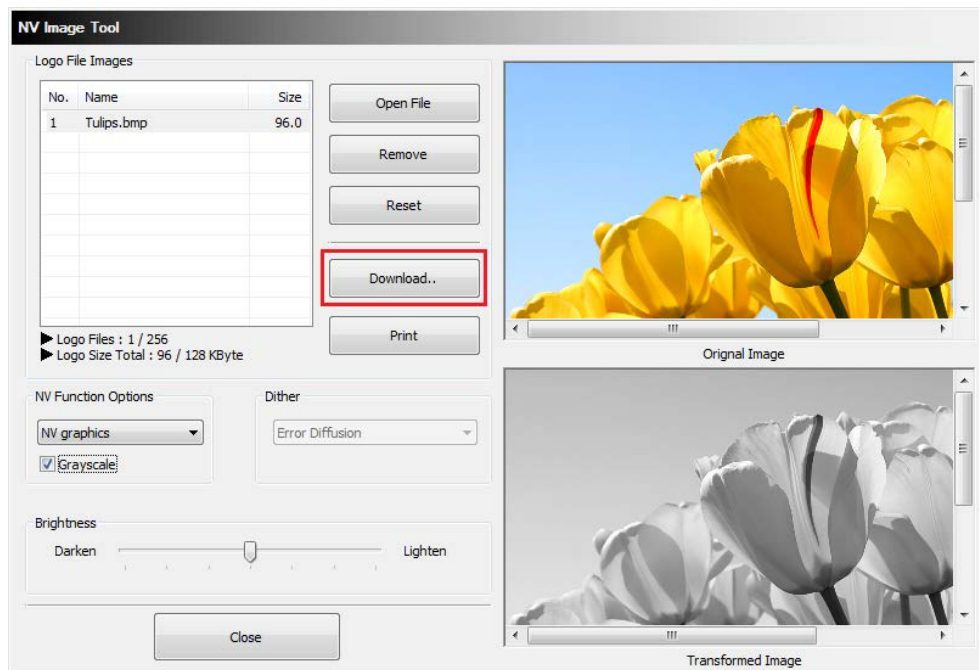 NV Image Tool
Logo File Images
No. Name Size
1 Tulips.bmp 96.0
Open File
Remove
Reset
Download..
Print
▶ Logo Files : 1 / 256
▶ Logo Size Total : 96 / 128 KByte
NV Function Options
NV graphics
Grayscale
Dither
Error Diffusion
Brightness
Darken
Lighten
Close
Orignal Image
Transformed Image